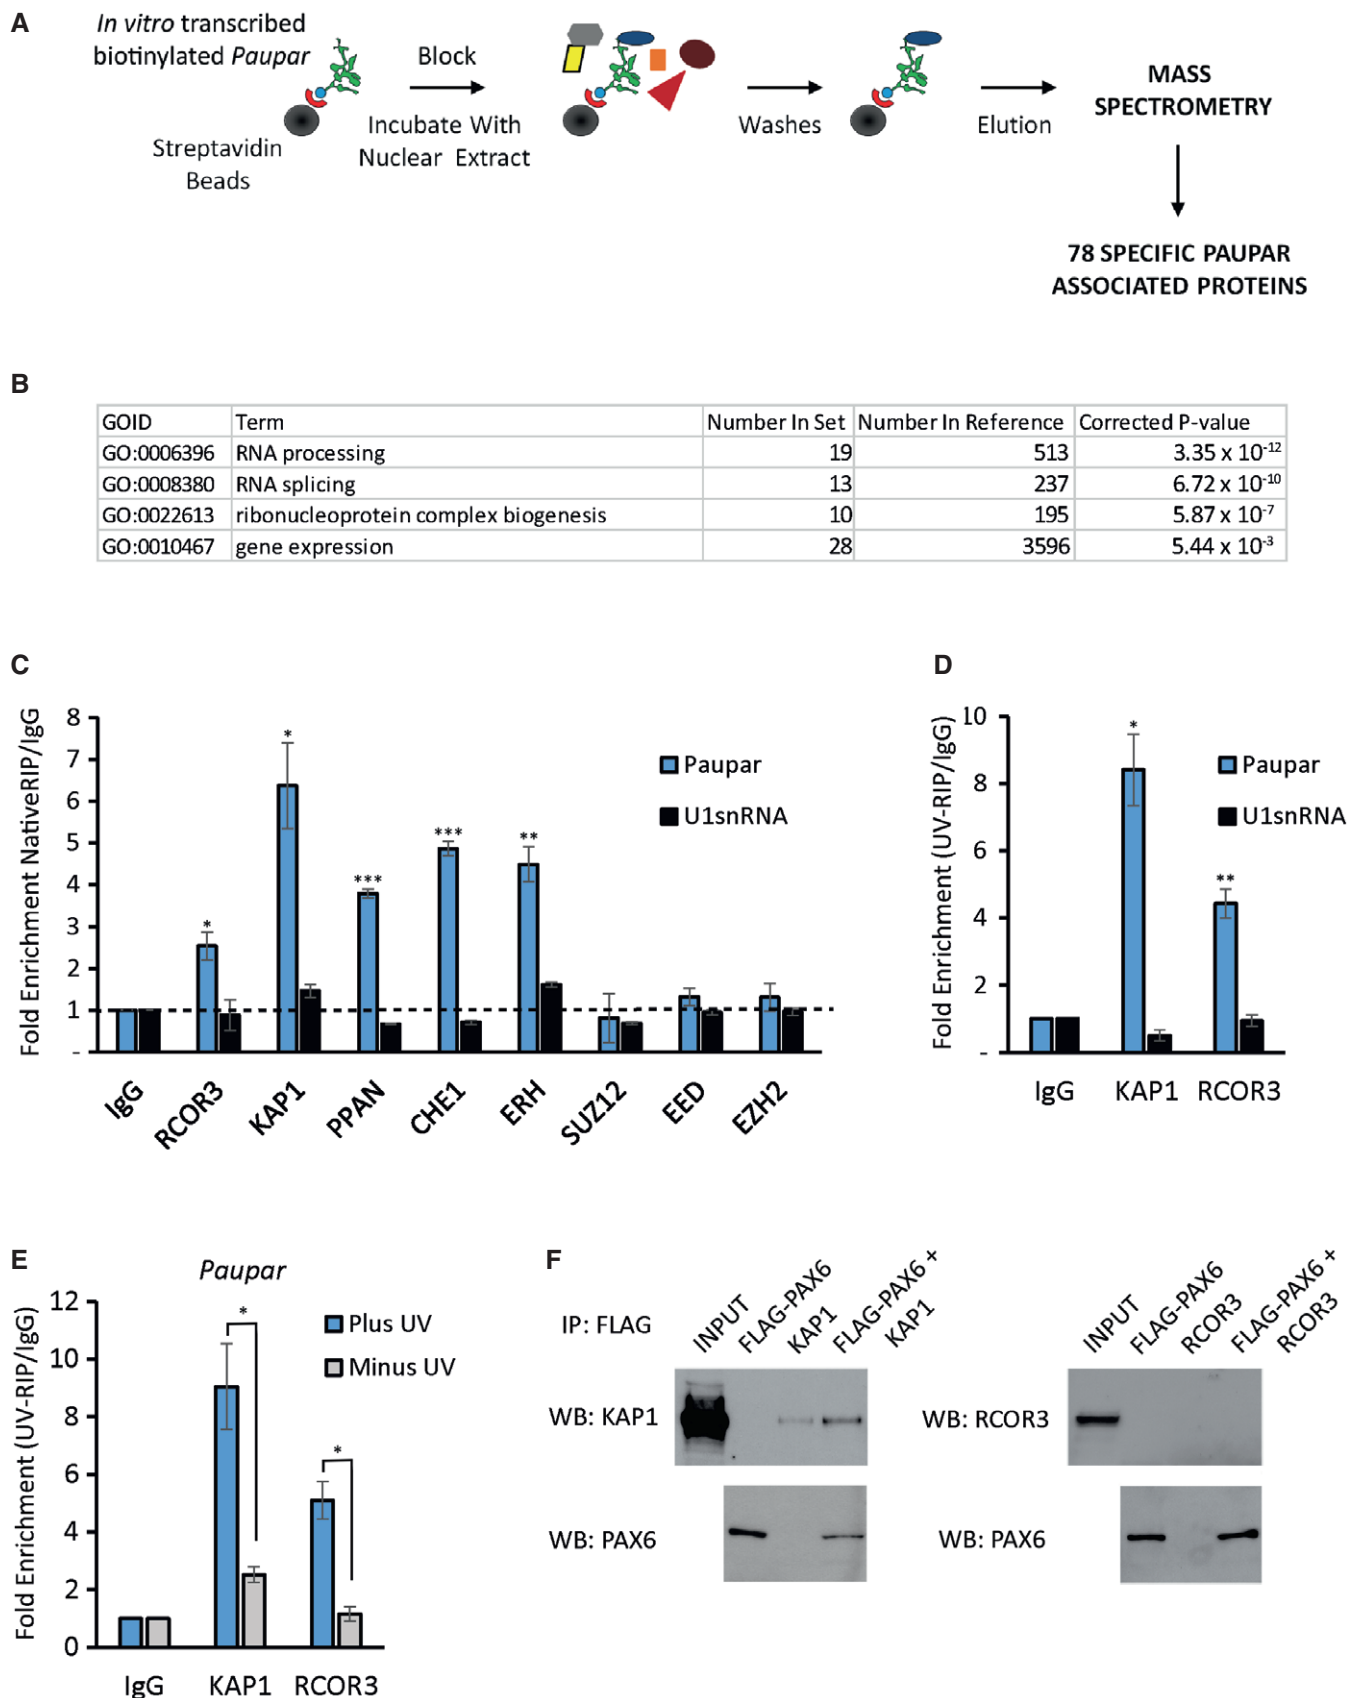 A
In vitro transcribed
biotinylated Paupar
Streptavidin
Beads
Block
Incubate With
Nuclear Extract
Washes
Elution
MASS
SPECTROMETRY
78 SPECIFIC PAUPAR
ASSOCIATED PROTEINS
B
GOID Term Number In Set Number In Reference Corrected P-value
GO:0006396 RNA processing 19 513 3.35 x 10⁻¹²
GO:0008380 RNA splicing 13 237 6.72 x 10⁻¹⁰
GO:0022613 ribonucleoprotein complex biogenesis 10 195 5.87 x 10⁻⁷
GO:0010467 gene expression 28 3596 5.44 x 10⁻³
C
Fold Enrichment NativeRIP/IgG
8
7
6
5
4
3
2
1
-
*
*
***
***
**
Paupar
U1snRNA
IgG
RCOR3
KAP1
PPAN
CHE1
ERH
SUZ12
EED
EZH2
D
Fold Enrichment (UV-RIP/IgG)
10
8
6
4
2
-
*
**
Paupar
U1snRNA
IgG
KAP1
RCOR3
E
Paupar
Fold Enrichment (UV-RIP/IgG)
12
10
8
6
4
2
0
*
*
Plus UV
Minus UV
IgG
KAP1
RCOR3
F
IP: FLAG
INPUT
FLAG-PAX6
KAP1
FLAG-PAX6 +
KAP1
WB: KAP1
WB: PAX6
INPUT
FLAG-PAX6
RCOR3
FLAG-PAX6 +
RCOR3
WB: RCOR3
WB: PAX6